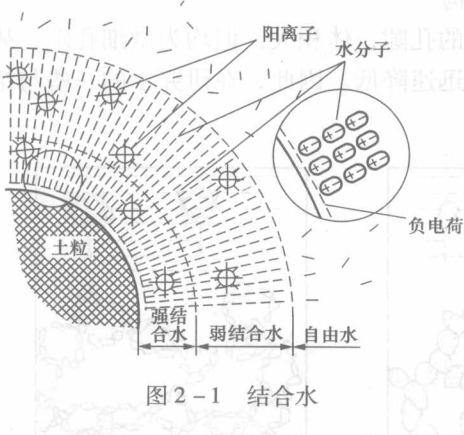 阳离子
水分子
负电荷
土粒
强结
合水
弱结合水
自由水
图2-1 结合水